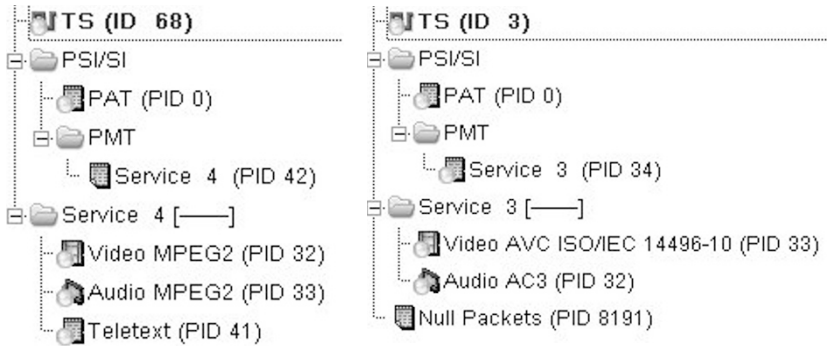 TS (ID 68)
PSI/SI
PAT (PID 0)
PMT
Service 4 (PID 42)
Service 4 [——]
Video MPEG2 (PID 32)
Audio MPEG2 (PID 33)
Teletext (PID 41)
TS (ID 3)
PSI/SI
PAT (PID 0)
PMT
Service 3 (PID 34)
Service 3 [——]
Video AVC ISO/IEC 14496-10 (PID 33)
Audio AC3 (PID 32)
Null Packets (PID 8191)